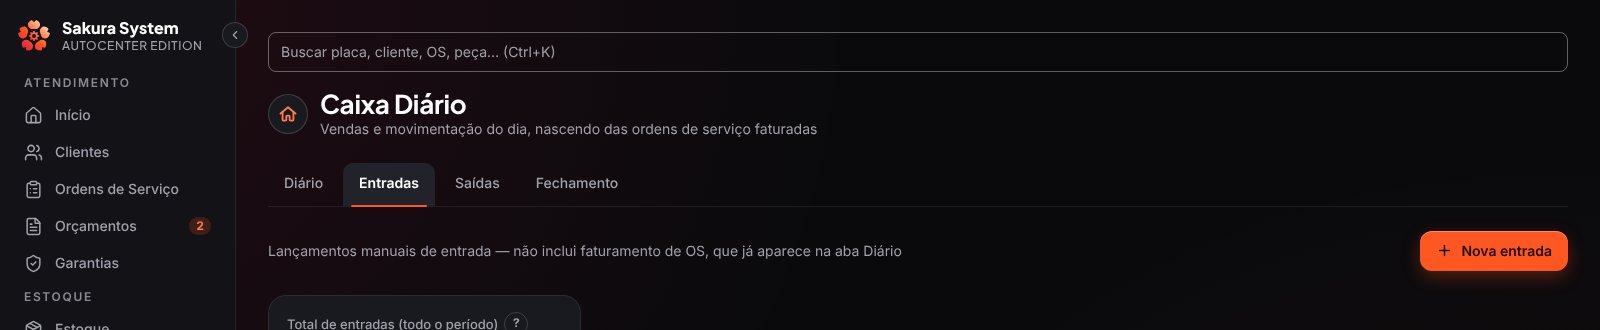 Sakura System
AUTOCENTER EDITION
ATENDIMENTO
Início
Clientes
Ordens de Serviço
Orçamentos 2
Garantias
ESTOQUE
Estoque
Buscar placa, cliente, OS, peça... (Ctrl+K)
Caixa Diário
Vendas e movimentação do dia, nascendo das ordens de serviço faturadas
Diário Entradas Saídas Fechamento
Lançamentos manuais de entrada — não inclui faturamento de OS, que já aparece na aba Diário
+ Nova entrada
Total de entradas (todo o período) ?